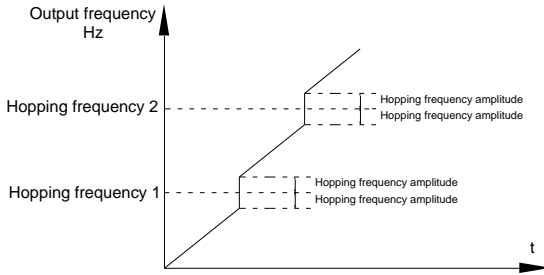 Output frequency
Hz
Hopping frequency 2
Hopping frequency amplitude
Hopping frequency amplitude
Hopping frequency 1
Hopping frequency amplitude
Hopping frequency amplitude
t